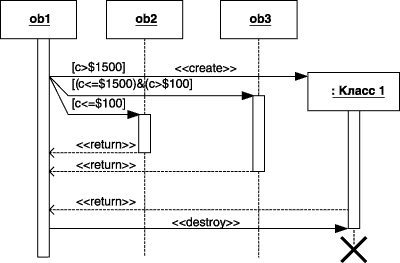 ob1 ob2 ob3
[c>$1500] <<create>>
[(c<=$1500)&(c>$100]
: Класс 1
[c<=$100]
<<return>>
<<return>>
<<return>>
<<destroy>>